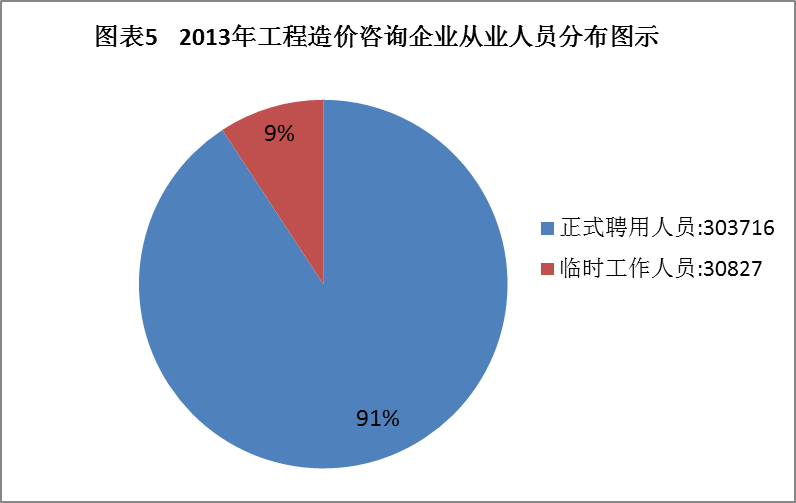 图表5 2013年工程造价咨询企业从业人员分布图示
9%
正式聘用人员:303716
临时工作人员:30827
91%